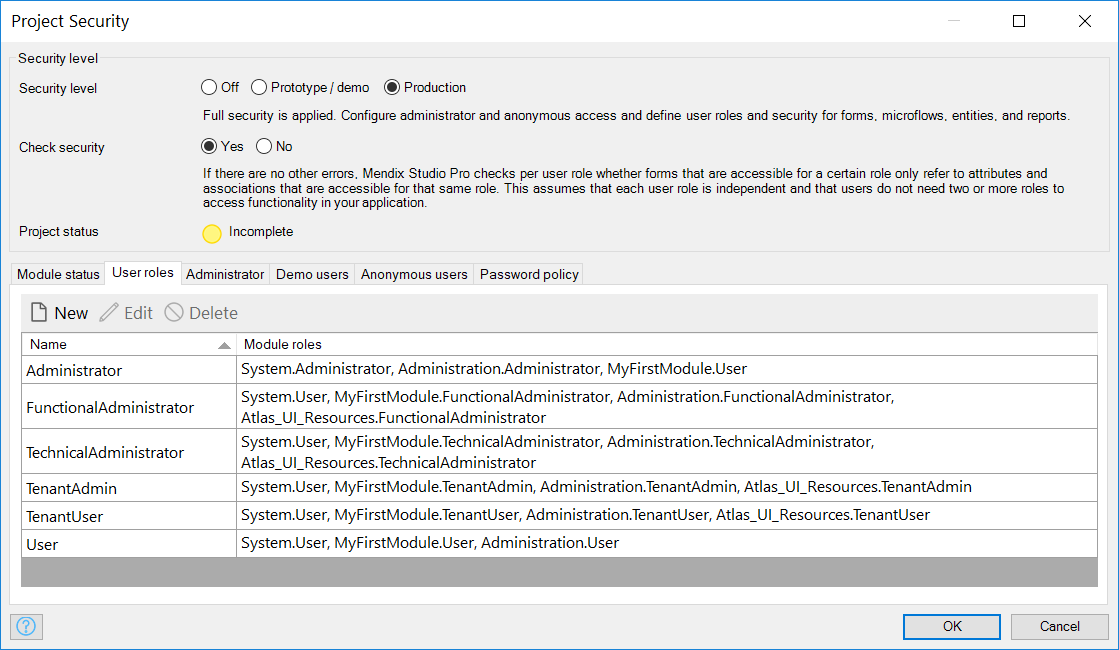 Project Security
Security level
Security level
Off Prototype / demo Production
Full security is applied. Configure administrator and anonymous access and define user roles and security for forms, microflows, entities, and reports.
Check security
Yes No
If there are no other errors, Mendix Studio Pro checks per user role whether forms that are accessible for a certain role only refer to attributes and
associations that are accessible for that same role. This assumes that each user role is independent and that users do not need two or more roles to
access functionality in your application.
Project status
Incomplete
Module status User roles Administrator Demo users Anonymous users Password policy
New Edit Delete
Name Module roles
Administrator System.Administrator, Administration.Administrator, MyFirstModule.User
FunctionalAdministrator System.User, MyFirstModule.FunctionalAdministrator, Administration.FunctionalAdministrator,
Atlas_UI_Resources.FunctionalAdministrator
TechnicalAdministrator System.User, MyFirstModule.TechnicalAdministrator, Administration.TechnicalAdministrator,
Atlas_UI_Resources.TechnicalAdministrator
TenantAdmin System.User, MyFirstModule.TenantAdmin, Administration.TenantAdmin, Atlas_UI_Resources.TenantAdmin
TenantUser System.User, MyFirstModule.TenantUser, Administration.TenantUser, Atlas_UI_Resources.TenantUser
User System.User, MyFirstModule.User, Administration.User
? OK Cancel